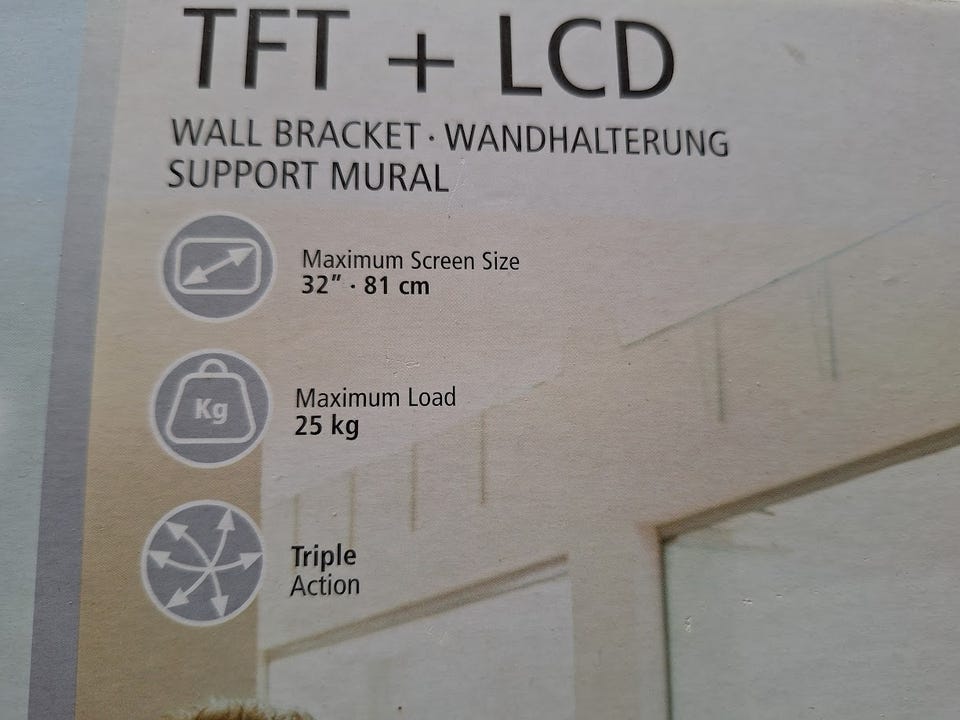 TFT + LCD
WALL BRACKET · WANDHALTERUNG
SUPPORT MURAL
Maximum Screen Size
32" · 81 cm
Kg
Maximum Load
25 kg
Triple
Action